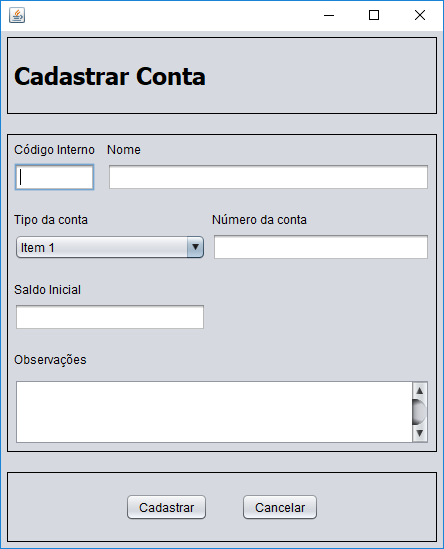 Cadastrar Conta
Código Interno Nome
Tipo da conta Número da conta
Item 1
Saldo Inicial
Observações
Cadastrar Cancelar